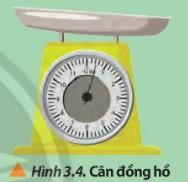 Hình 3.4. Cân đồng hồ